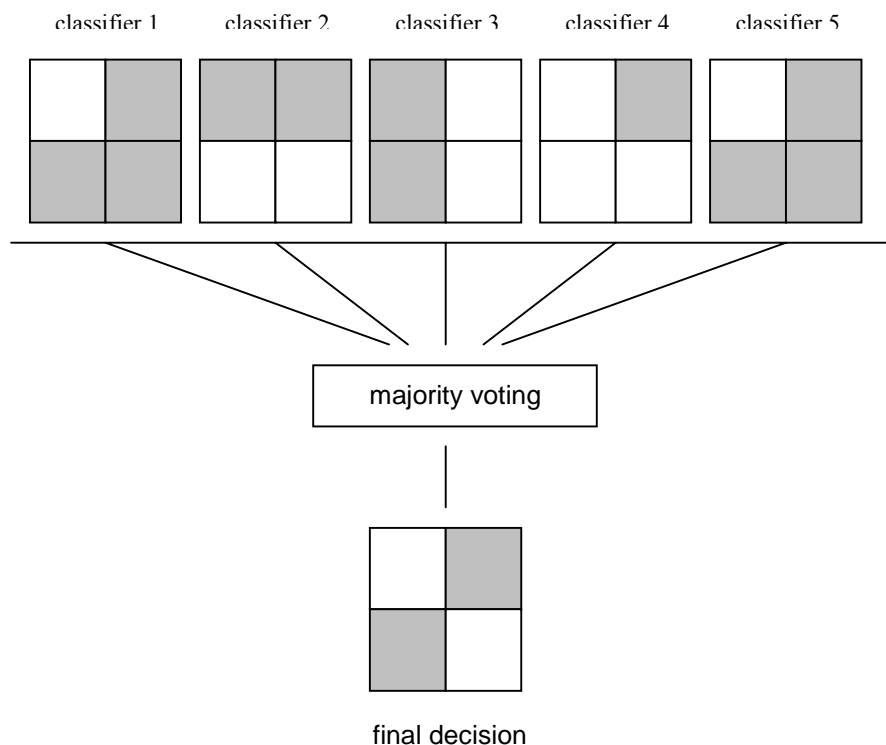 classifier 1 classifier 2 classifier 3 classifier 4 classifier 5
majority voting
final decision